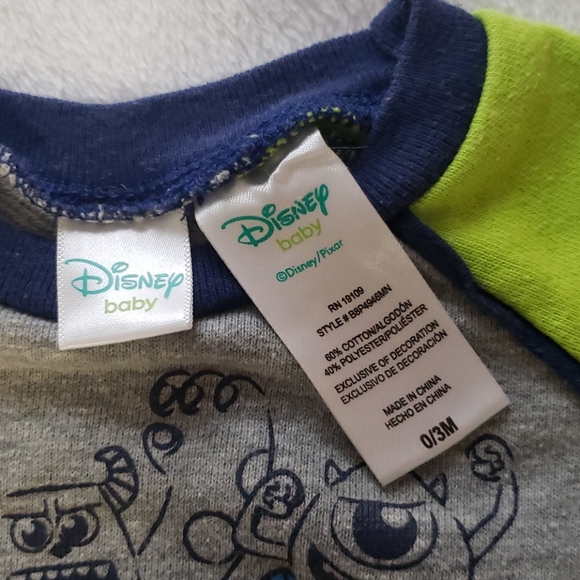 Disney
baby
Disney
baby
©Disney/Pixar
RN 19109
STYLE # B8P4946MN
60% COTTON/ALGODÓN
40% POLYESTER/POLIÉSTER
EXCLUSIVE OF DECORATION
EXCLUSIVO DE DECORACIÓN
MADE IN CHINA
HECHO EN CHINA
0/3M